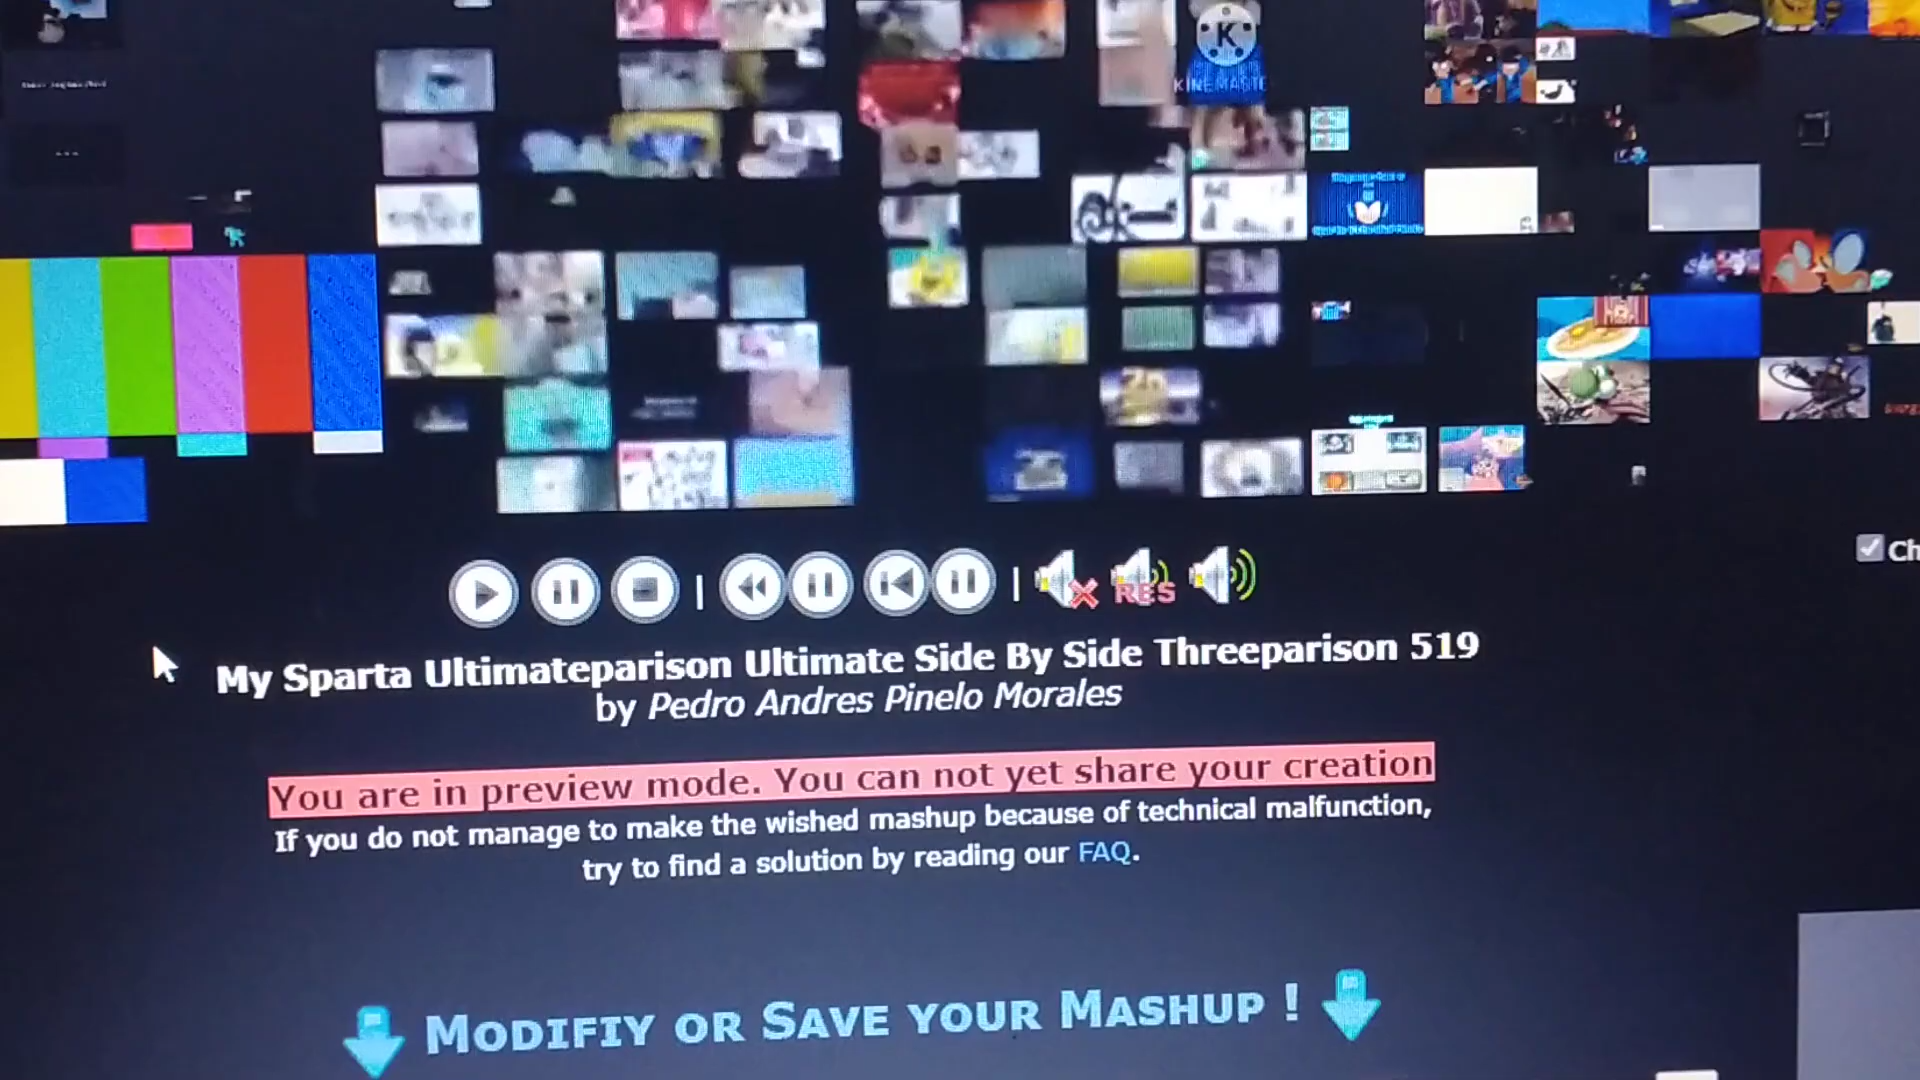 K
KINEMASTE
RES
Ch
My Sparta Ultimateparison Ultimate Side By Side Threeparison 519
by Pedro Andres Pinelo Morales
You are in preview mode. You can not yet share your creation
If you do not manage to make the wished mashup because of technical malfunction,
try to find a solution by reading our FAQ.
MODIFIY OR SAVE YOUR MASHUP !